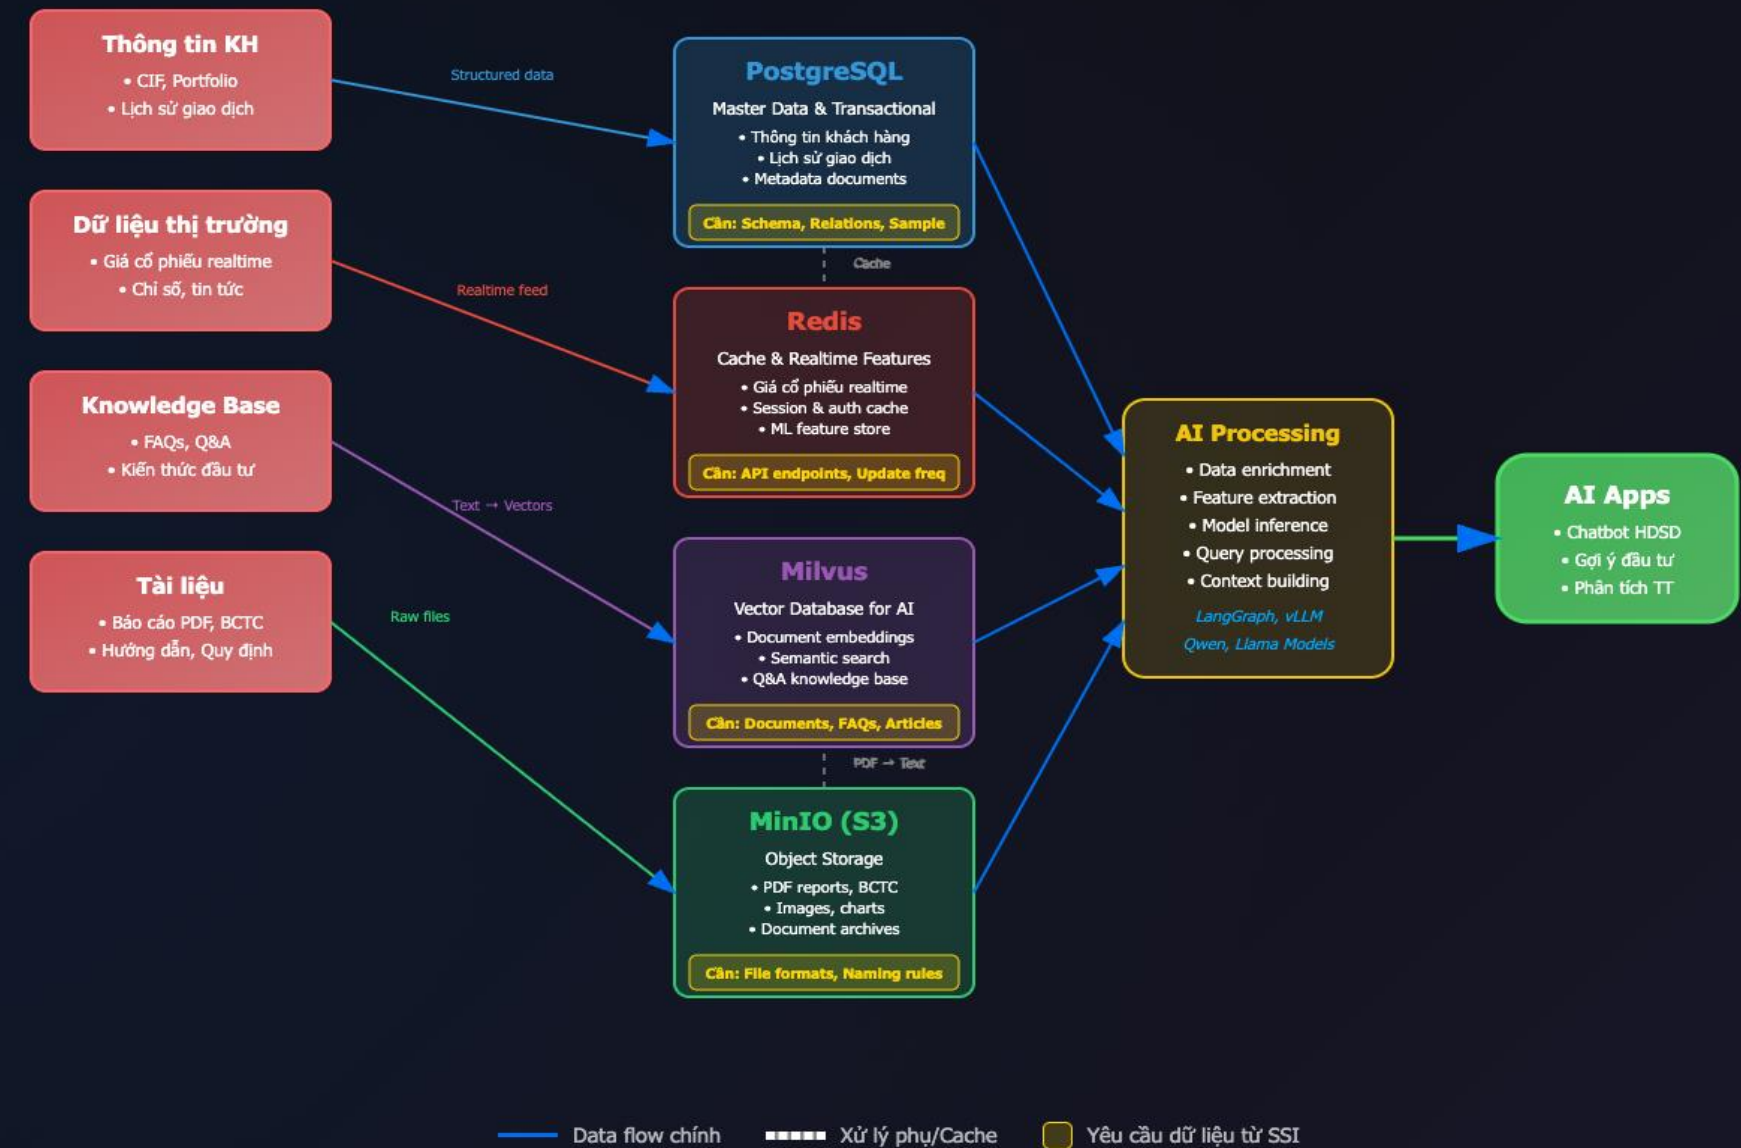 Thông tin KH
• CIF, Portfolio
• Lịch sử giao dịch
Dữ liệu thị trường
• Giá cổ phiếu realtime
• Chỉ số, tin tức
Knowledge Base
• FAQs, Q&A
• Kiến thức đầu tư
Tài liệu
• Báo cáo PDF, BCTC
• Hướng dẫn, Quy định
Structured data
Realtime feed
Text → Vectors
Raw files
PostgreSQL
Master Data & Transactional
• Thông tin khách hàng
• Lịch sử giao dịch
• Metadata documents
Cần: Schema, Relations, Sample
Cache
Redis
Cache & Realtime Features
• Giá cổ phiếu realtime
• Session & auth cache
• ML feature store
Cần: API endpoints, Update freq
Milvus
Vector Database for AI
• Document embeddings
• Semantic search
• Q&A knowledge base
Cần: Documents, FAQs, Articles
PDF → Text
MinIO (S3)
Object Storage
• PDF reports, BCTC
• Images, charts
• Document archives
Cần: File formats, Naming rules
AI Processing
• Data enrichment
• Feature extraction
• Model inference
• Query processing
• Context building
LangGraph, vLLM
Qwen, Llama Models
AI Apps
• Chatbot HDSD
• Gợi ý đầu tư
• Phân tích TT
Data flow chính
Xử lý phụ/Cache
Yêu cầu dữ liệu từ SSI